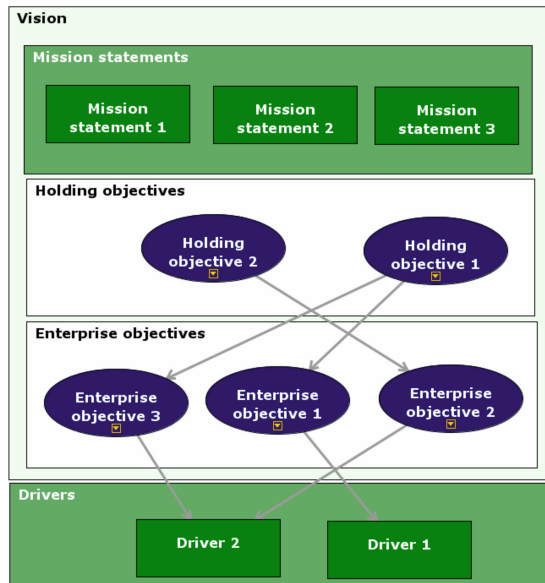 Vision
Mission statements
Mission
statement 1
Mission
statement 2
Mission
statement 3
Holding objectives
Holding
objective 2
Holding
objective 1
Enterprise objectives
Enterprise
objective 3
Enterprise
objective 1
Enterprise
objective 2
Drivers
Driver 2
Driver 1